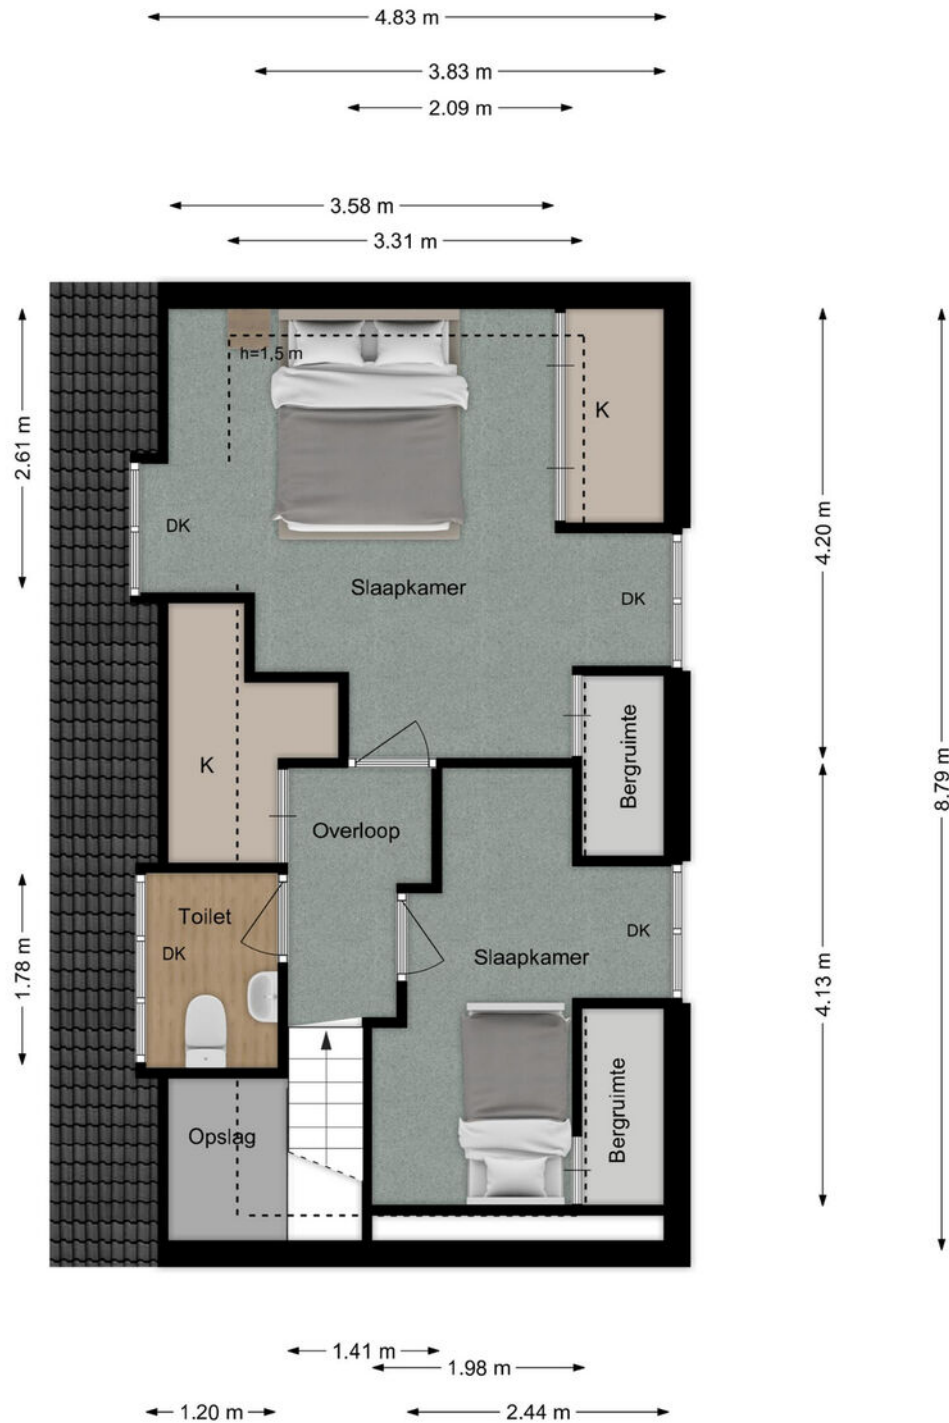 4.83 m
3.83 m
2.09 m
3.58 m
3.31 m
h=1,5 m
K
2.61 m
DK
4.20 m
Slaapkamer
DK
Bergruimte
K
8.79 m
Overloop
Toilet
DK
DK
Slaapkamer
1.78 m
4.13 m
Bergruimte
Opslag
1.41 m
1.98 m
1.20 m
2.44 m